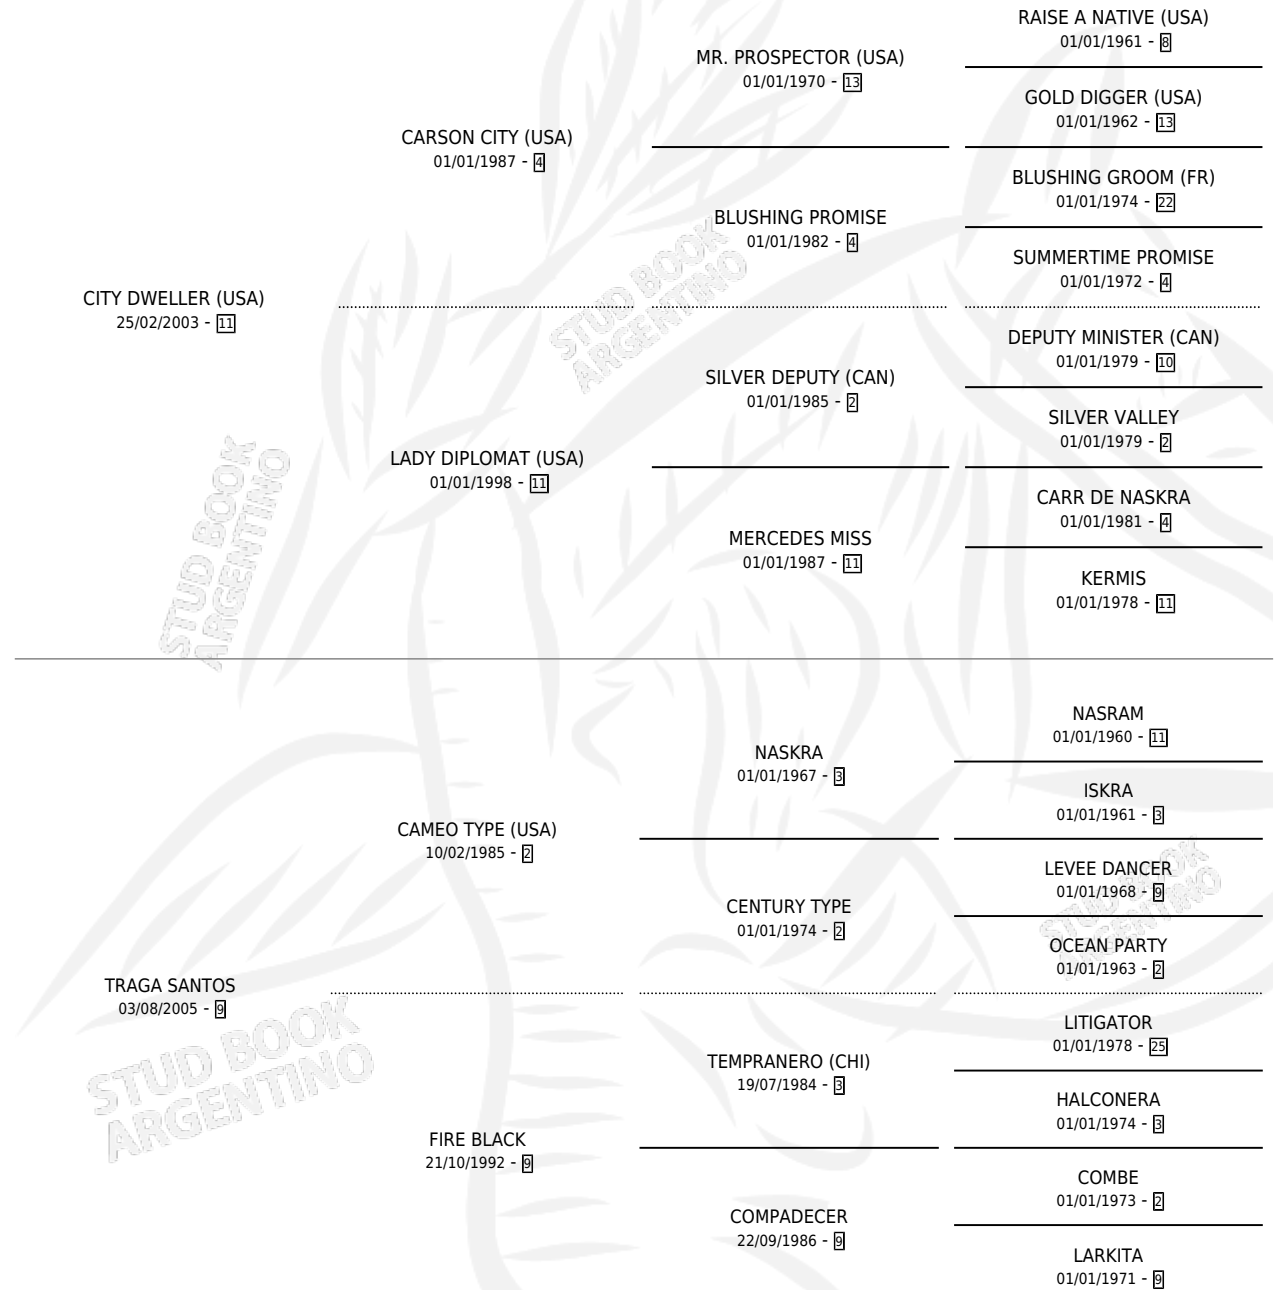 RAISE A NATIVE (USA)
01/01/1961 - 8
MR. PROSPECTOR (USA)
01/01/1970 - 13
GOLD DIGGER (USA)
01/01/1962 - 13
CARSON CITY (USA)
01/01/1987 - 4
BLUSHING GROOM (FR)
01/01/1974 - 22
BLUSHING PROMISE
01/01/1982 - 4
SUMMERTIME PROMISE
01/01/1972 - 4
CITY DWELLER (USA)
25/02/2003 - 11
DEPUTY MINISTER (CAN)
01/01/1979 - 10
SILVER DEPUTY (CAN)
01/01/1985 - 2
SILVER VALLEY
01/01/1979 - 2
LADY DIPLOMAT (USA)
01/01/1998 - 11
CARR DE NASKRA
01/01/1981 - 4
MERCEDES MISS
01/01/1987 - 11
KERMIS
01/01/1978 - 11
NASRAM
01/01/1960 - 11
NASKRA
01/01/1967 - 3
ISKRA
01/01/1961 - 3
CAMEO TYPE (USA)
10/02/1985 - 2
LEVEE DANCER
01/01/1968 - 9
CENTURY TYPE
01/01/1974 - 2
OCEAN PARTY
01/01/1963 - 2
TRAGA SANTOS
03/08/2005 - 9
LITIGATOR
01/01/1978 - 25
TEMPRANERO (CHI)
19/07/1984 - 3
HALCONERA
01/01/1974 - 3
FIRE BLACK
21/10/1992 - 9
COMBE
01/01/1973 - 2
COMPADECER
22/09/1986 - 9
LARKITA
01/01/1971 - 9
STUD BOOK
ARGENTINO
STUD BOOK
ARGENTINO
STUD BOOK
ARGENTINO
STUD BOOK
ARGENTINO